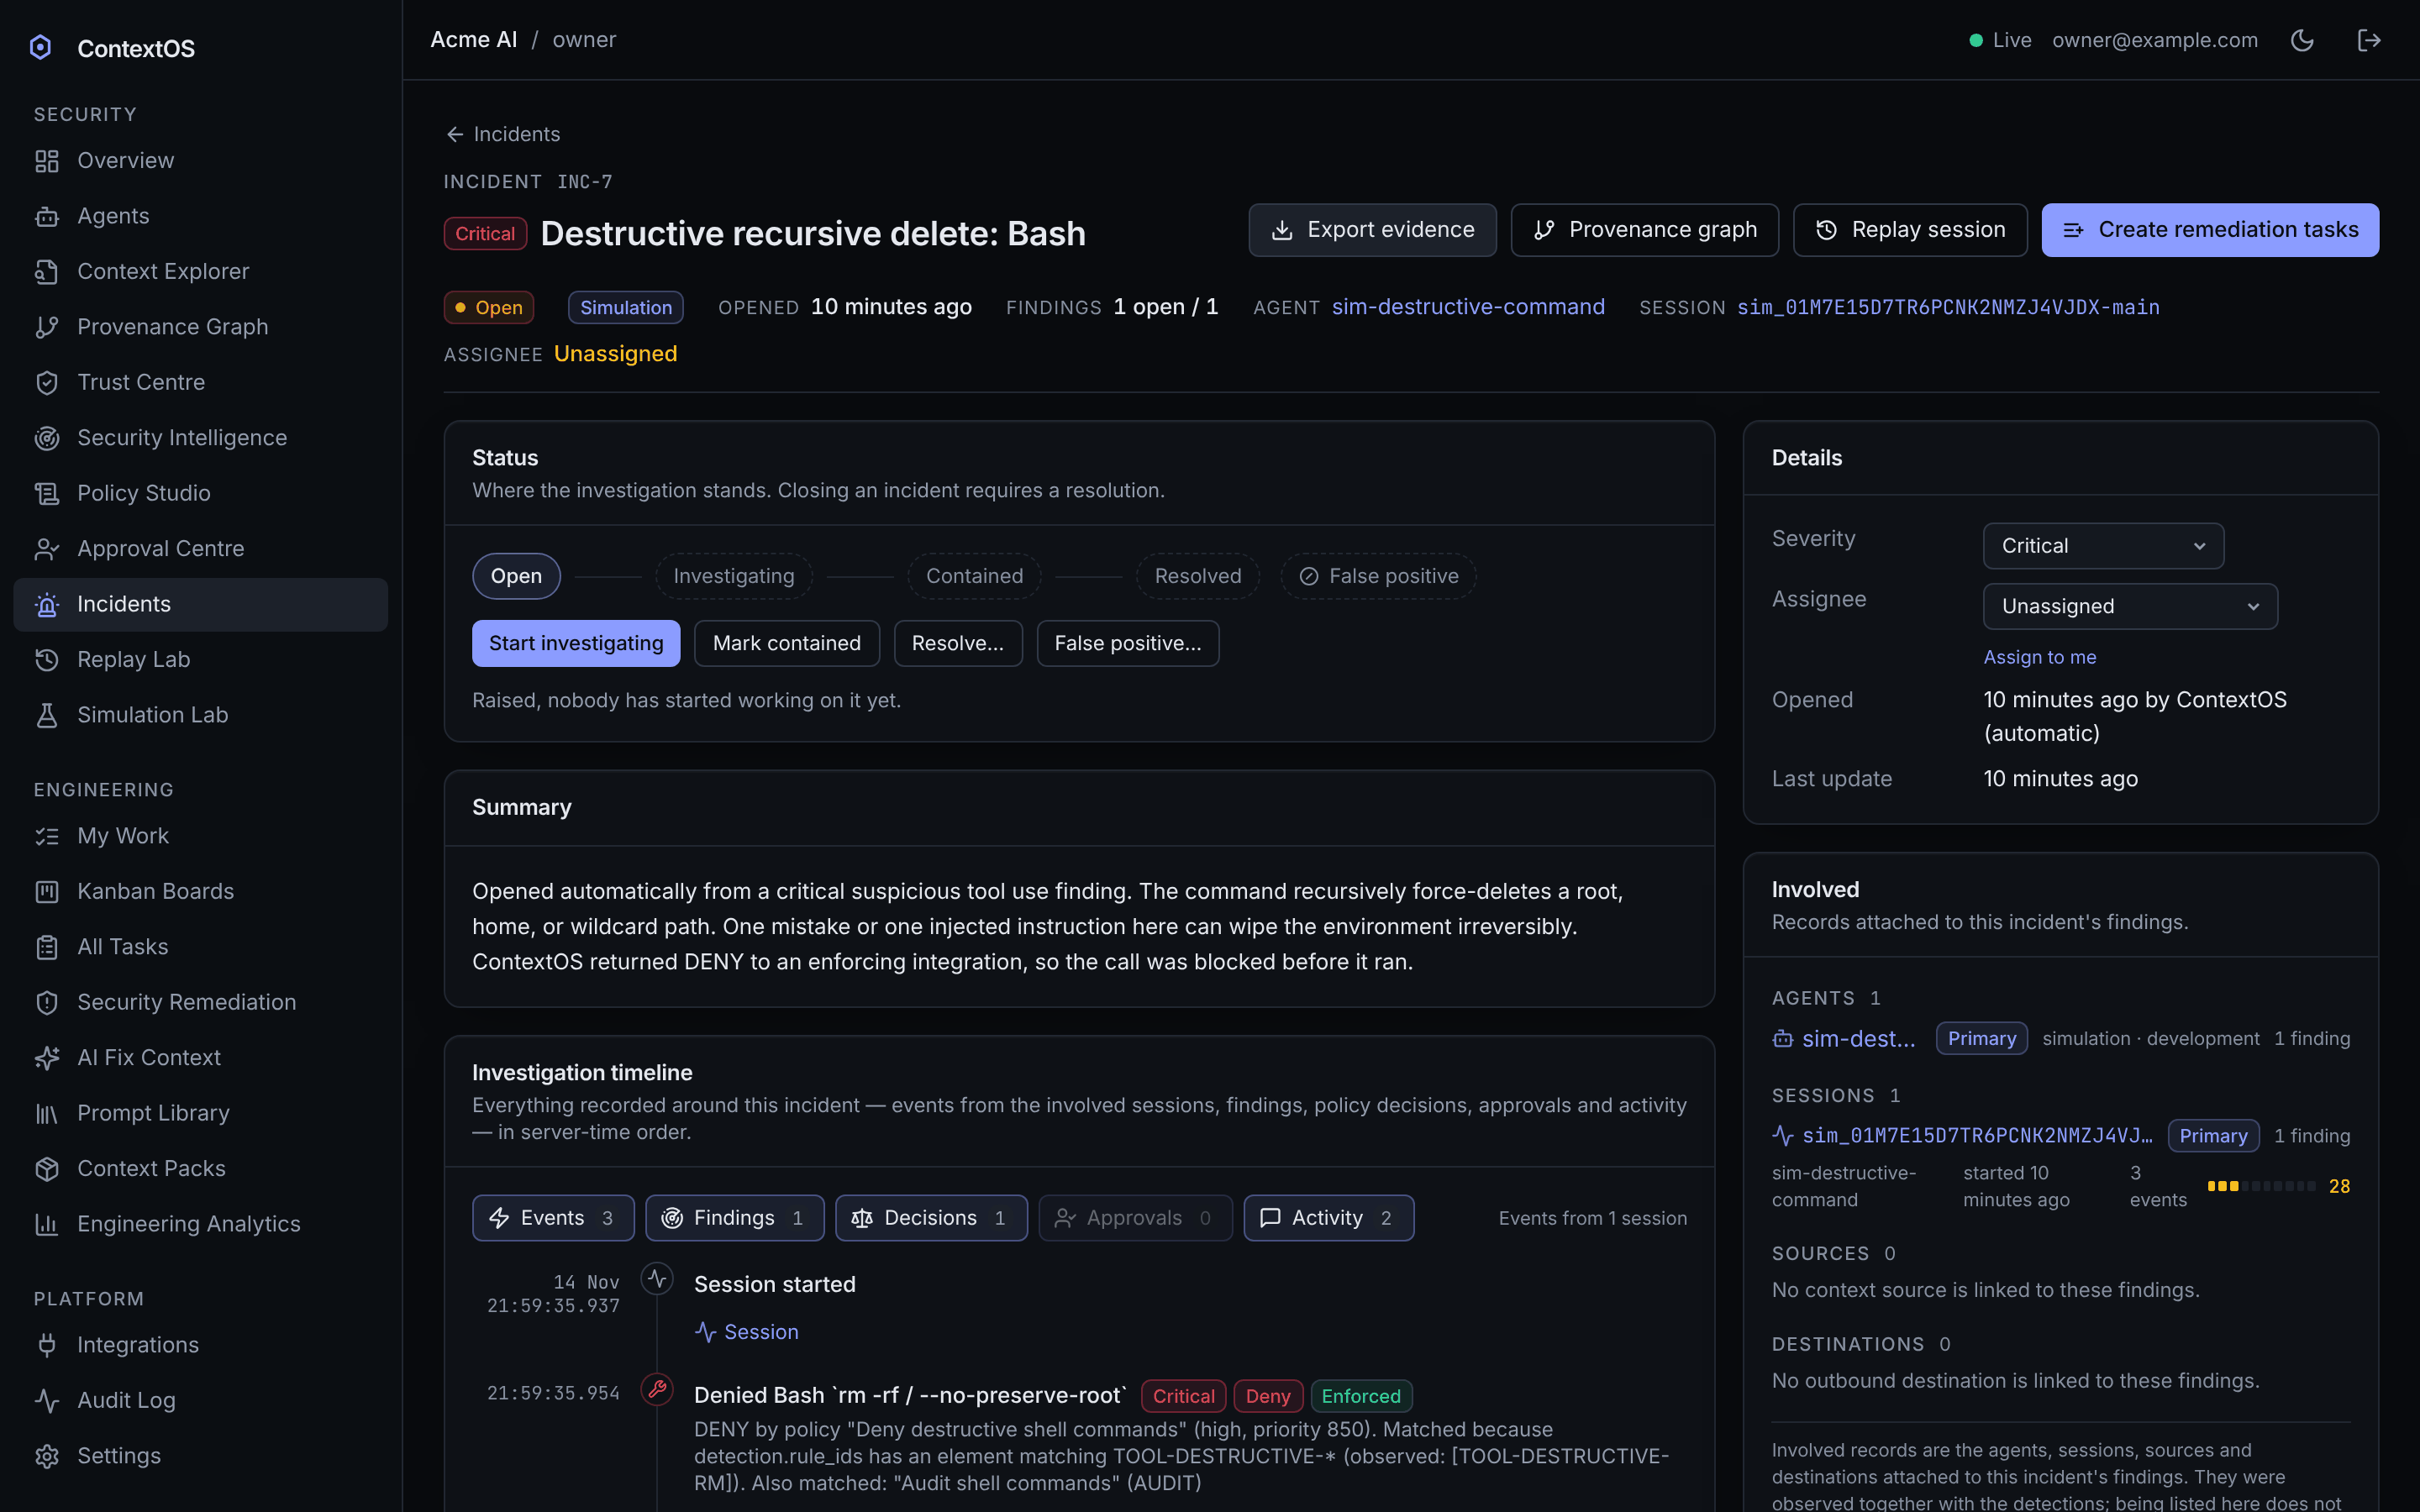 ContextOS
SECURITY
Overview
Agents
Context Explorer
Provenance Graph
Trust Centre
Security Intelligence
Policy Studio
Approval Centre
Incidents
Replay Lab
Simulation Lab
ENGINEERING
My Work
Kanban Boards
All Tasks
Security Remediation
AI Fix Context
Prompt Library
Context Packs
Engineering Analytics
PLATFORM
Integrations
Audit Log
Settings
Acme AI / owner
Live owner@example.com
Incidents
INCIDENT INC-7
Critical Destructive recursive delete: Bash
Export evidence Provenance graph Replay session Create remediation tasks
Open Simulation OPENED 10 minutes ago FINDINGS 1 open / 1 AGENT sim-destructive-command SESSION sim_01M7E15D7TR6PCNK2NMZJ4VJDX-main
ASSIGNEE Unassigned
Status
Where the investigation stands. Closing an incident requires a resolution.
Open Investigating Contained Resolved False positive
Start investigating Mark contained Resolve... False positive...
Raised, nobody has started working on it yet.
Summary
Opened automatically from a critical suspicious tool use finding. The command recursively force-deletes a root,
home, or wildcard path. One mistake or one injected instruction here can wipe the environment irreversibly.
ContextOS returned DENY to an enforcing integration, so the call was blocked before it ran.
Investigation timeline
Everything recorded around this incident — events from the involved sessions, findings, policy decisions, approvals and activity
— in server-time order.
Events 3 Findings 1 Decisions 1 Approvals 0 Activity 2 Events from 1 session
14 Nov
21:59:35.937
Session started
Session
21:59:35.954
Denied Bash `rm -rf / --no-preserve-root` Critical Deny Enforced
DENY by policy "Deny destructive shell commands" (high, priority 850). Matched because
detection.rule_ids has an element matching TOOL-DESTRUCTIVE-* (observed: [TOOL-DESTRUCTIVE-
RM]). Also matched: "Audit shell commands" (AUDIT)
Details
Severity Critical
Assignee Unassigned
Assign to me
Opened 10 minutes ago by ContextOS
(automatic)
Last update 10 minutes ago
Involved
Records attached to this incident's findings.
AGENTS 1
sim-dest... Primary simulation · development 1 finding
SESSIONS 1
sim_01M7E15D7TR6PCNK2NMZJ4VJ… Primary 1 finding
sim-destructive-
command
started 10
minutes ago
3
events
28
SOURCES 0
No context source is linked to these findings.
DESTINATIONS 0
No outbound destination is linked to these findings.
Involved records are the agents, sessions, sources and
destinations attached to this incident's findings. They were
observed together with the detections; being listed here does not